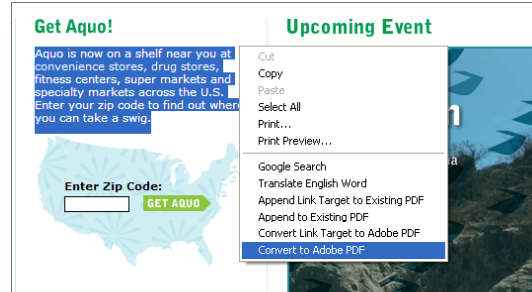 Get Aquo!
Upcoming Event
Aquo is now on a shelf near you at
convenience stores, drug stores,
fitness centers, super markets and
specialty markets across the U.S.
Enter your zip code to find out where
you can take a swig.
Cut
Copy
Paste
Select All
Print...
Print Preview...
Google Search
Translate English Word
Append Link Target to Existing PDF
Append to Existing PDF
Convert Link Target to Adobe PDF
Convert to Adobe PDF
Enter Zip Code:
GET AQUO